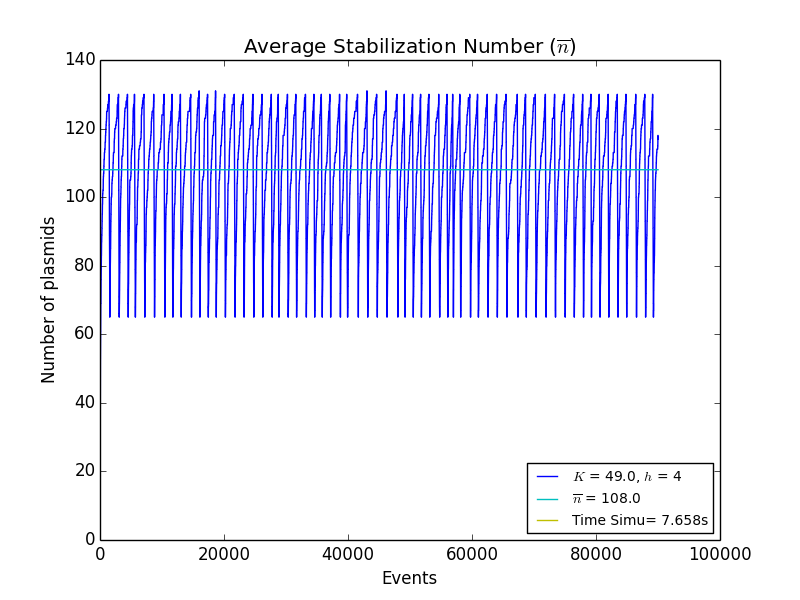 Average Stabilization Number (n̅)
140
120
100
80
60
40
20
0
Number of plasmids
K = 49.0, h = 4
n̅ = 108.0
Time Simu= 7.658s
0 20000 40000 60000 80000 100000
Events